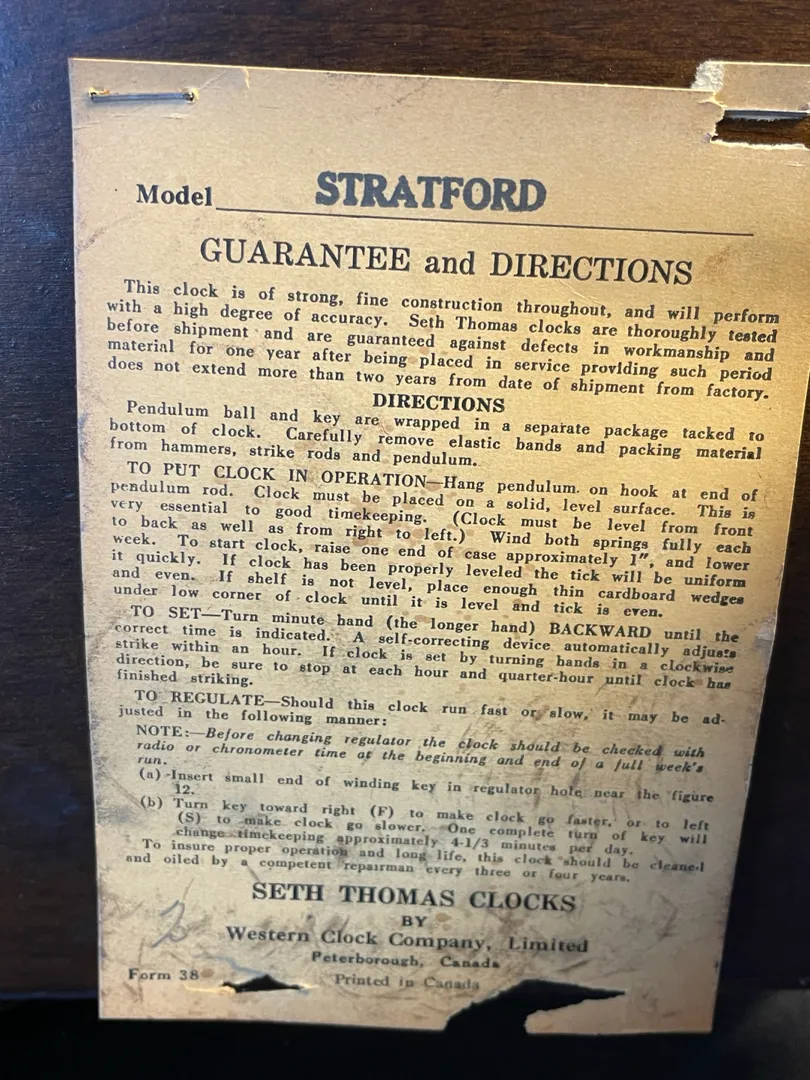 Model STRATFORD
GUARANTEE and DIRECTIONS
This clock is of strong, fine construction throughout, and will perform
with a high degree of accuracy. Seth Thomas clocks are thoroughly tested
before shipment and are guaranteed against defects in workmanship and
material for one year after being placed in service providing such period
does not extend more than two years from date of shipment from factory.
DIRECTIONS
Pendulum ball and key are wrapped in a separate package tacked to
bottom of clock. Carefully remove elastic bands and packing material
from hammers, strike rods and pendulum.
TO PUT CLOCK IN OPERATION—Hang pendulum on hook at end of
pendulum rod. Clock must be placed on a solid, level surface. This is
very essential to good timekeeping. (Clock must be level from front
to back as well as from right to left.) Wind both springs fully each
week. To start clock, raise one end of case approximately 1", and lower
it quickly. If clock has been properly leveled the tick will be uniform
and even. If shelf is not level, place enough thin cardboard wedges
under low corner of clock until it is level and tick is even.
TO SET—Turn minute hand (the longer hand) BACKWARD until the
correct time is indicated. A self-correcting device automatically adjusts
strike within an hour. If clock is set by turning hands in a clockwise
direction, be sure to stop at each hour and quarter-hour until clock has
finished striking.
TO REGULATE—Should this clock run fast or slow, it may be ad-
justed in the following manner:
NOTE:—Before changing regulator the clock should be checked with
radio or chronometer time at the beginning and end of a full week's
run.
(a) Insert small end of winding key in regulator hole near the figure
12.
(b) Turn key toward right (F) to make clock go faster, or to left
(S) to make clock go slower. One complete turn of key will
change timekeeping approximately 4-1/3 minutes per day.
To insure proper operation and long life, this clock should be cleaned
and oiled by a competent repairman every three or four years.
SETH THOMAS CLOCKS
BY
Western Clock Company, Limited
Peterborough, Canada
Form 38 Printed in Canada